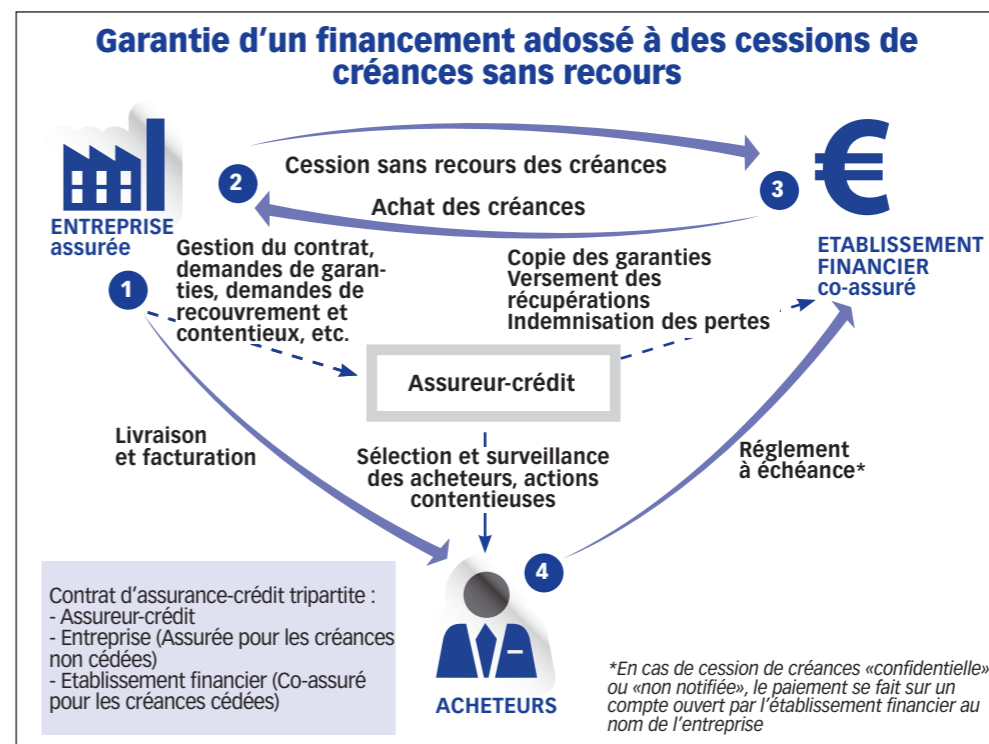 Garantie d'un financement adossé à des cessions de
créances sans recours
2
Cession sans recours des créances
3
€
Achat des créances
ENTREPRISE
assurée
ETABLISSEMENT
FINANCIER
co-assuré
1
Gestion du contrat,
demandes de garan-
ties, demandes de
recouvrement et
contentieux, etc.
Copie des garanties
Versement des
récupérations
Indemnisation des pertes
Assureur-crédit
Livraison
et facturation
Sélection et surveillance
des acheteurs, actions
contentieuses
Réglement
à échéance*
4
ACHETEURS
Contrat d'assurance-crédit tripartite :
- Assureur-crédit
- Entreprise (Assurée pour les créances
non cédées)
- Etablissement financier (Co-assuré
pour les créances cédées)
*En cas de cession de créances «confidentielle»
ou «non notifiée», le paiement se fait sur un
compte ouvert par l'établissement financier au
nom de l'entreprise